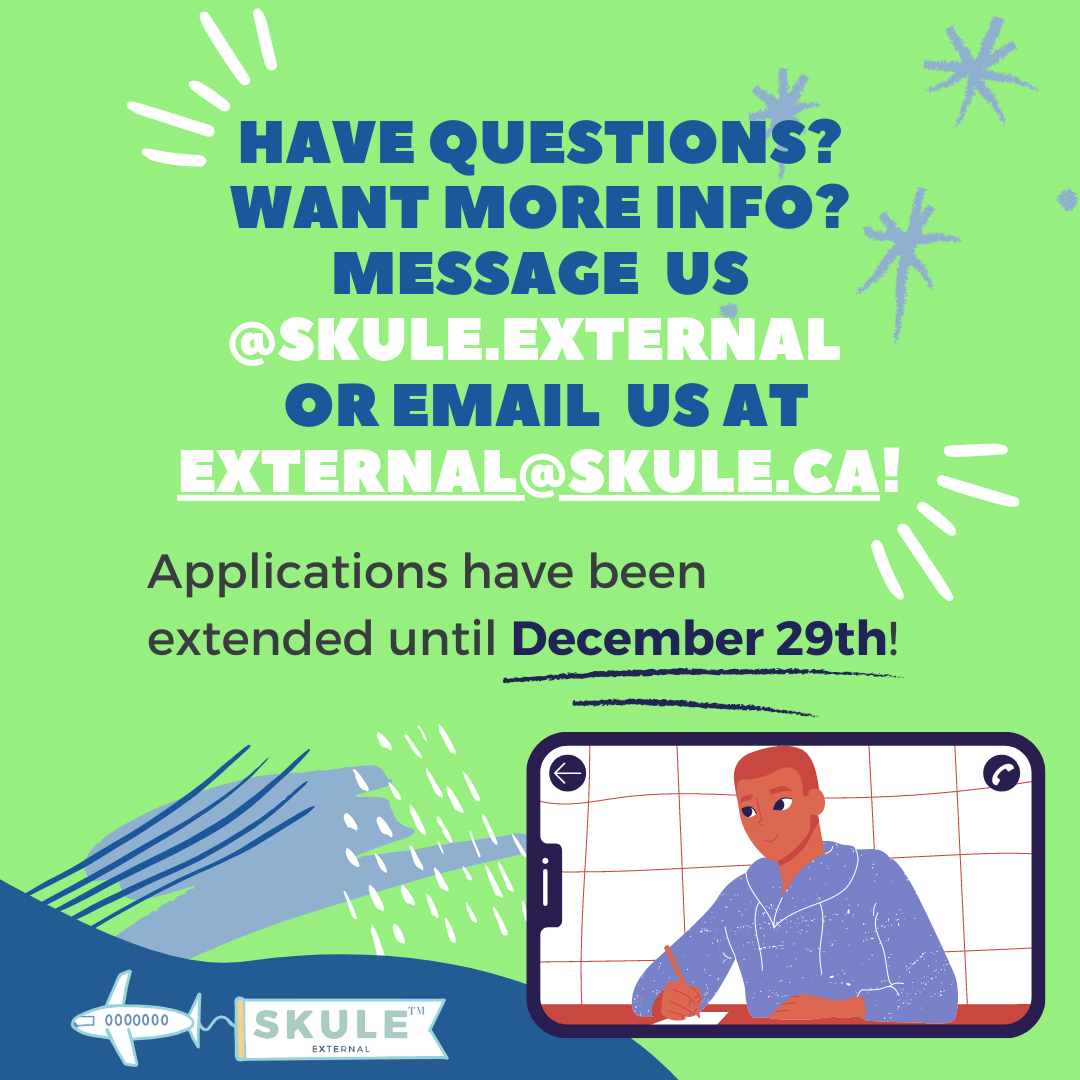 HAVE QUESTIONS?
WANT MORE INFO?
MESSAGE US
@SKULE.EXTERNAL
OR EMAIL US AT
EXTERNAL@SKULE.CA!
Applications have been
extended until December 29th!
SKULE™
EXTERNAL